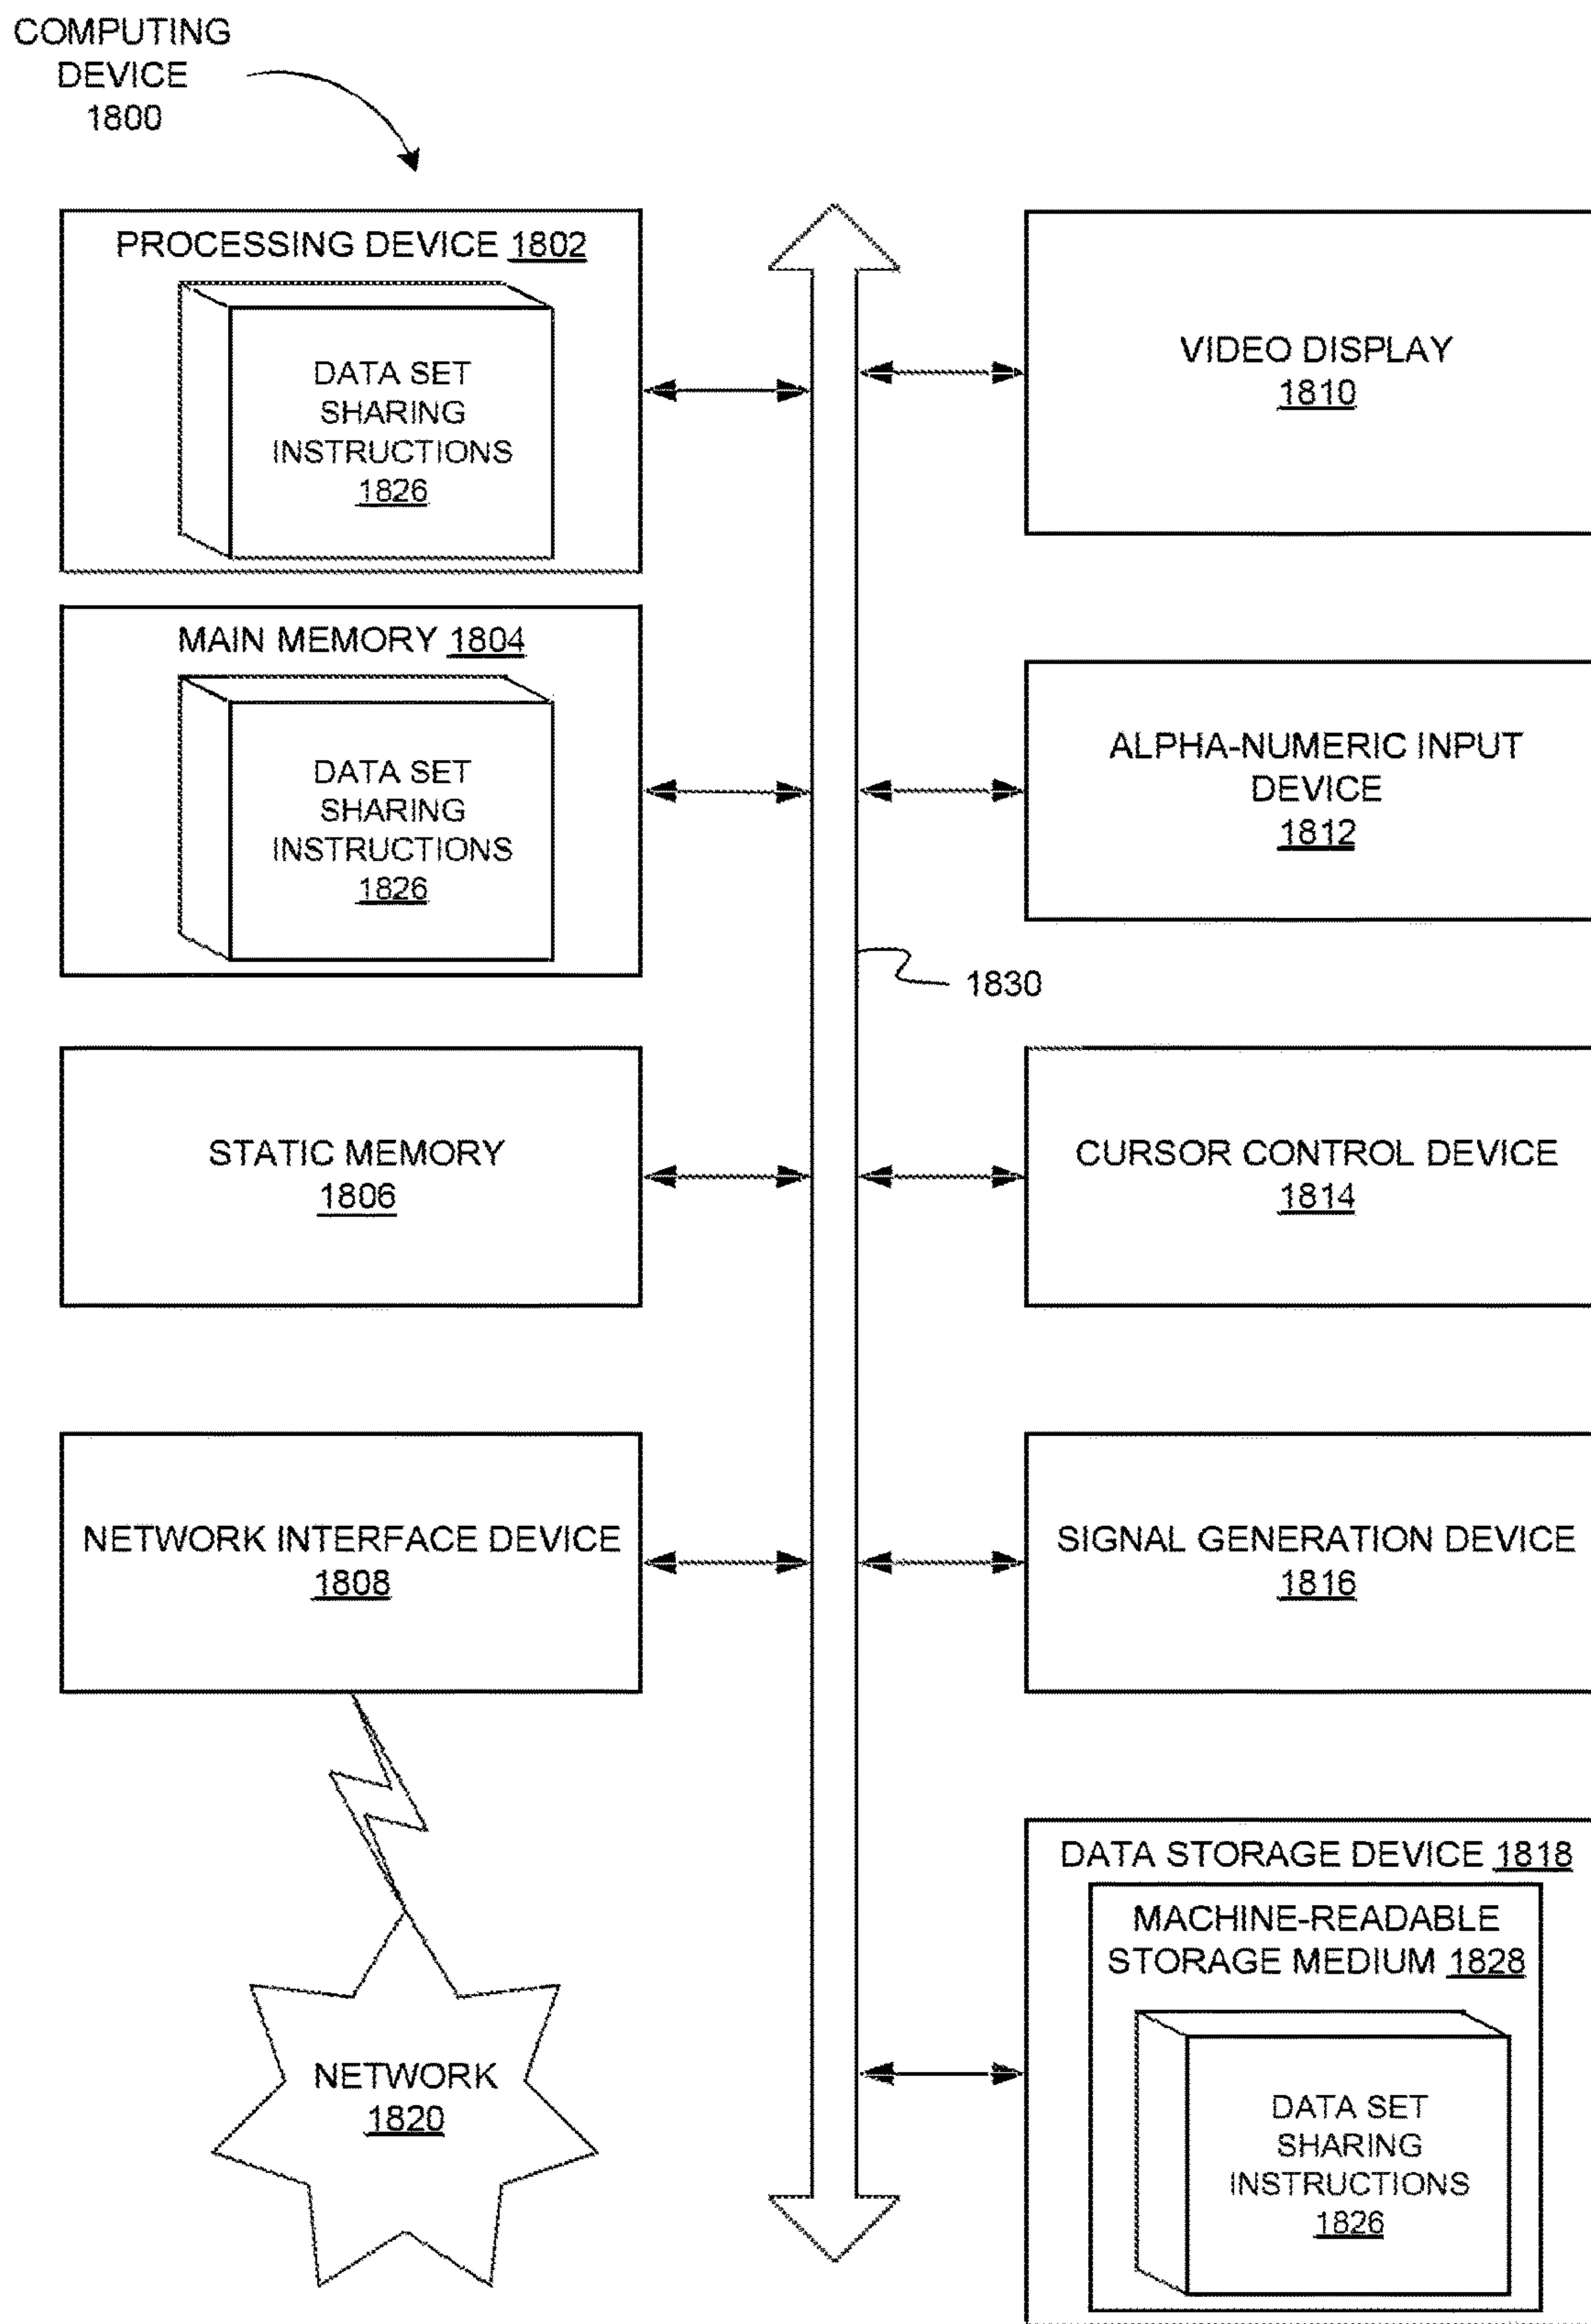 COMPUTING
DEVICE
1800
PROCESSING DEVICE 1802
DATA SET
SHARING
INSTRUCTIONS
1826
MAIN MEMORY 1804
DATA SET
SHARING
INSTRUCTIONS
1826
STATIC MEMORY
1806
NETWORK INTERFACE DEVICE
1808
NETWORK
1820
VIDEO DISPLAY
1810
ALPHA-NUMERIC INPUT
DEVICE
1812
1830
CURSOR CONTROL DEVICE
1814
SIGNAL GENERATION DEVICE
1816
DATA STORAGE DEVICE 1818
MACHINE-READABLE
STORAGE MEDIUM 1828
DATA SET
SHARING
INSTRUCTIONS
1826